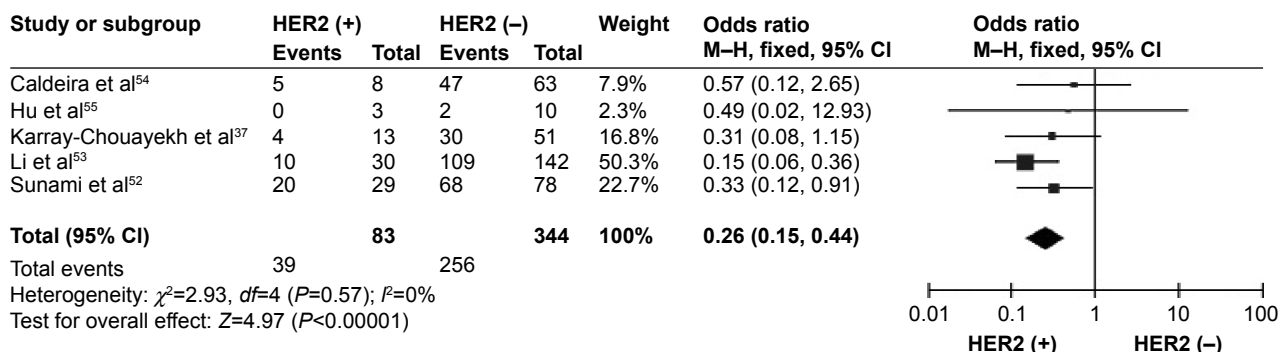 Study or subgroup HER2 (+) HER2 (–) Weight Odds ratio Odds ratio
Events Total Events Total M–H, fixed, 95% CI M–H, fixed, 95% CI
Caldeira et al⁵⁴ 5 8 47 63 7.9% 0.57 (0.12, 2.65)
Hu et al⁵⁵ 0 3 2 10 2.3% 0.49 (0.02, 12.93)
Karray-Chouayekh et al³⁷ 4 13 30 51 16.8% 0.31 (0.08, 1.15)
Li et al⁵³ 10 30 109 142 50.3% 0.15 (0.06, 0.36)
Sunami et al⁵² 20 29 68 78 22.7% 0.33 (0.12, 0.91)
Total (95% CI) 83 344 100% 0.26 (0.15, 0.44)
Total events 39 256
Heterogeneity: χ²=2.93, df=4 (P=0.57); I²=0%
Test for overall effect: Z=4.97 (P<0.00001)
0.01 0.1 1 10 100
HER2 (+) HER2 (–)